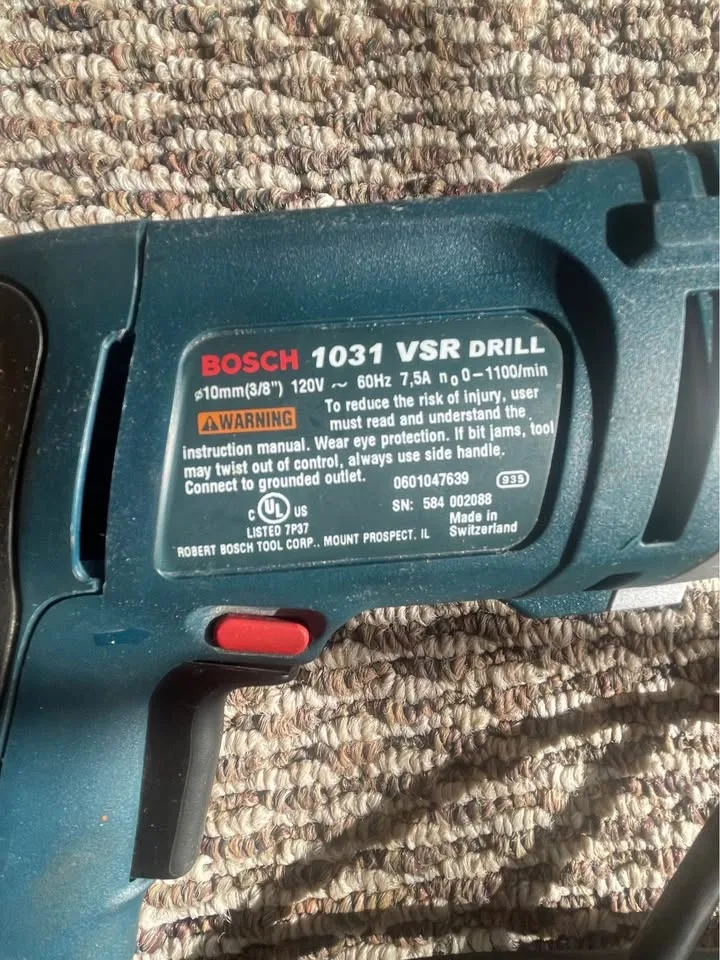 BOSCH 1031 VSR DRILL
⌀10mm(3/8") 120V ~ 60Hz 7,5A n₀0-1100/min
⚠WARNING To reduce the risk of injury, user
must read and understand the
instruction manual. Wear eye protection. If bit jams, tool
may twist out of control, always use side handle.
Connect to grounded outlet.
0601047639 935
SN: 584 002088
C UL US
LISTED 7P37
Made in
Switzerland
ROBERT BOSCH TOOL CORP.. MOUNT PROSPECT. IL